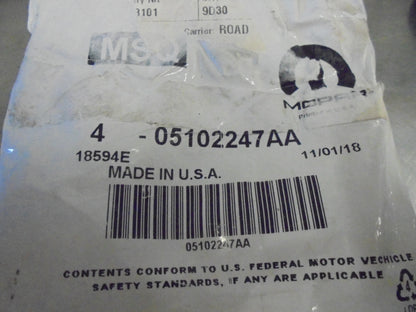 3101 9D30
Carrier ROAD
MSQ
MOPAR
4 - 05102247AA
18594E 11/01/18
MADE IN U.S.A.
05102247AA
CONTENTS CONFORM TO U.S. FEDERAL MOTOR VEHICLE
SAFETY STANDARDS, IF ANY ARE APPLICABLE